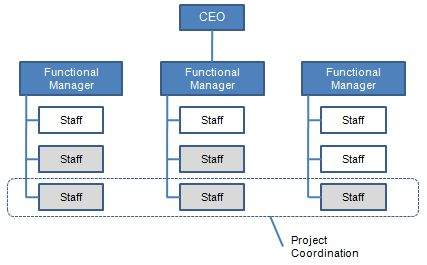 CEO
Functional
Manager
Functional
Manager
Functional
Manager
Staff
Staff
Staff
Staff
Staff
Staff
Staff
Staff
Staff
Project
Coordination